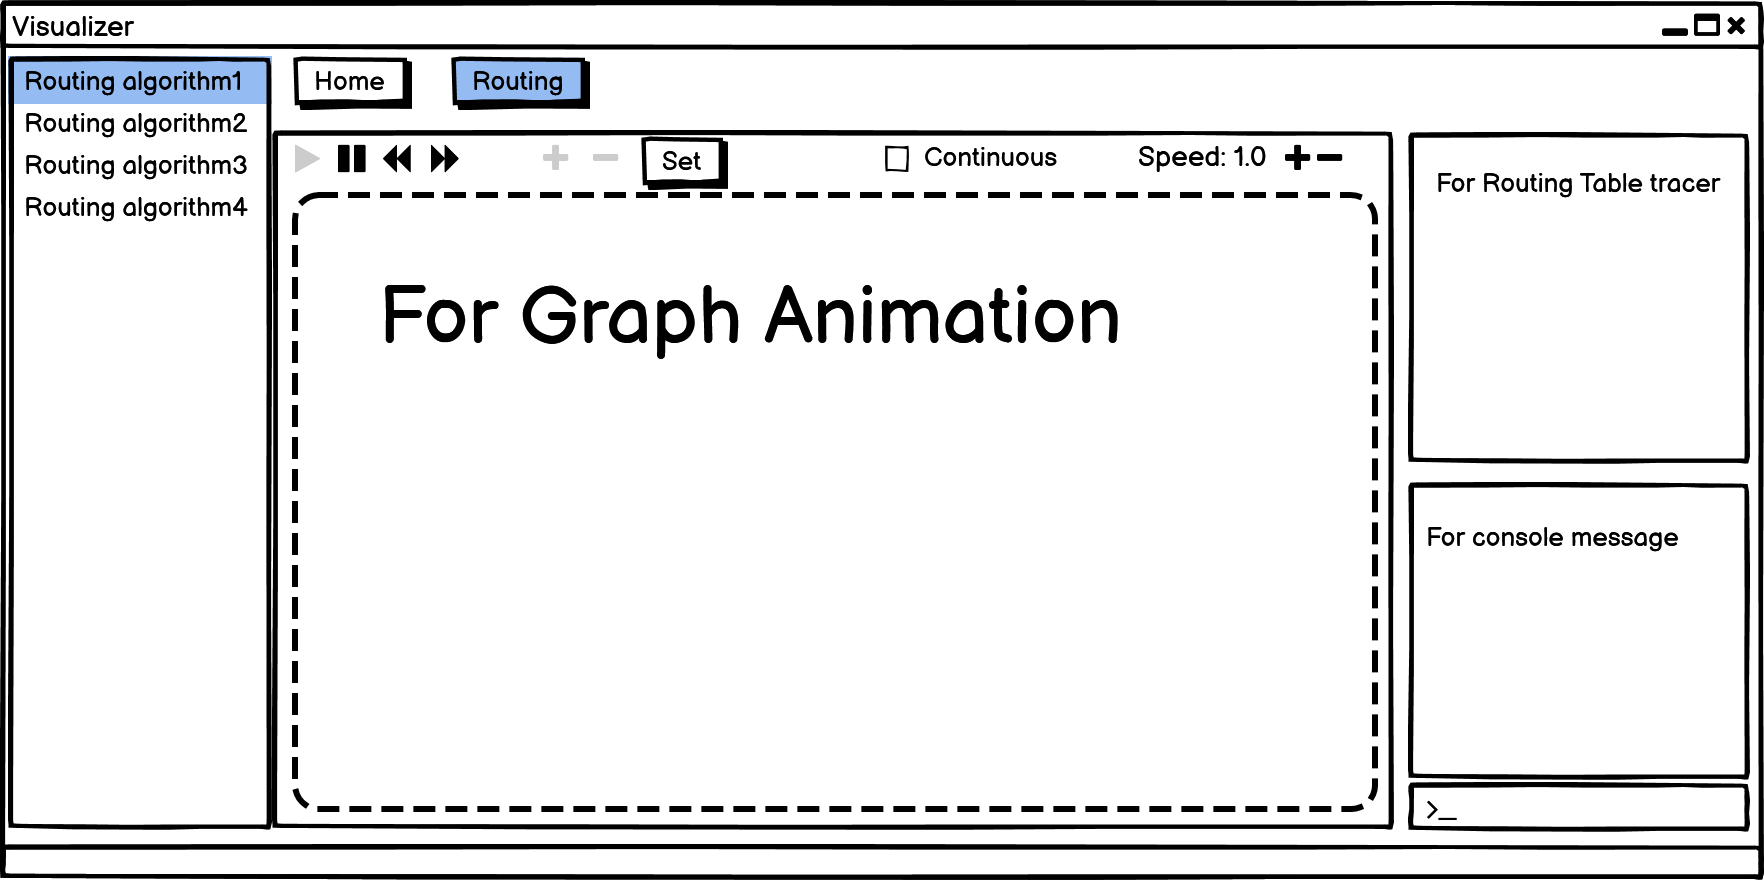 Visualizer
Routing algorithm1
Routing algorithm2
Routing algorithm3
Routing algorithm4
Home
Routing
Set
Continuous
Speed: 1.0
For Graph Animation
For Routing Table tracer
For console message
>_